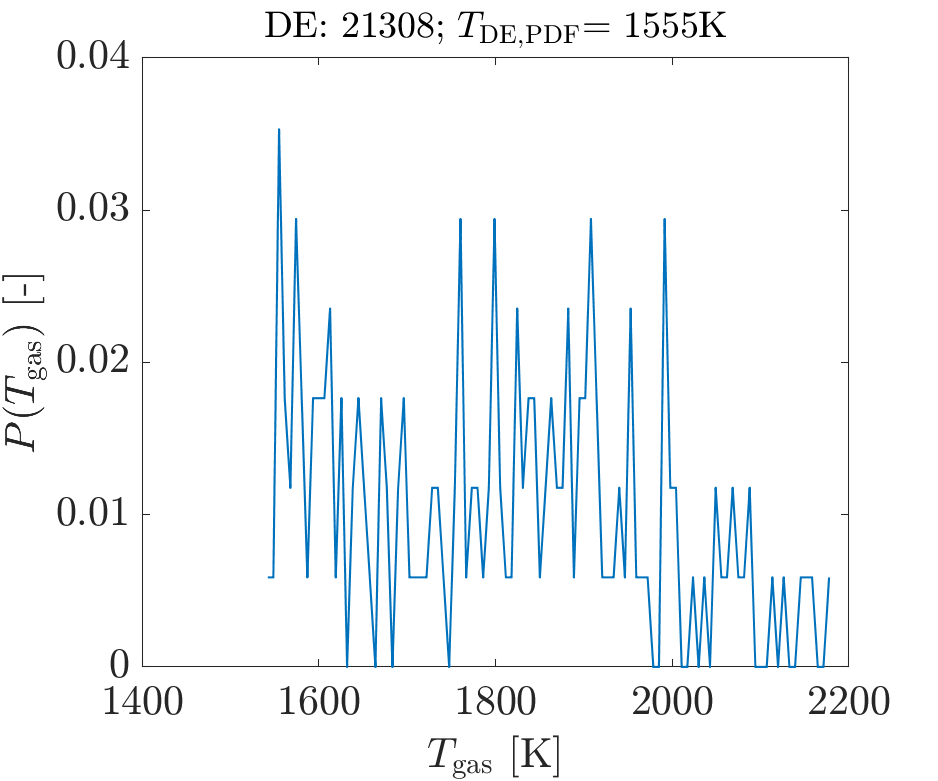 DE: 21308; T_DE,PDF= 1555K
0.04
0.03
0.02
0.01
0
P(T_gas) [-]
1400 1600 1800 2000 2200
T_gas [K]